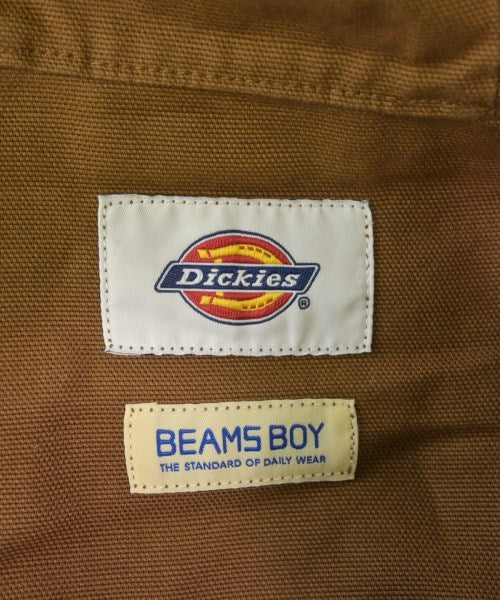 Dickies ®
BEAMS BOY
THE STANDARD OF DAILY WEAR